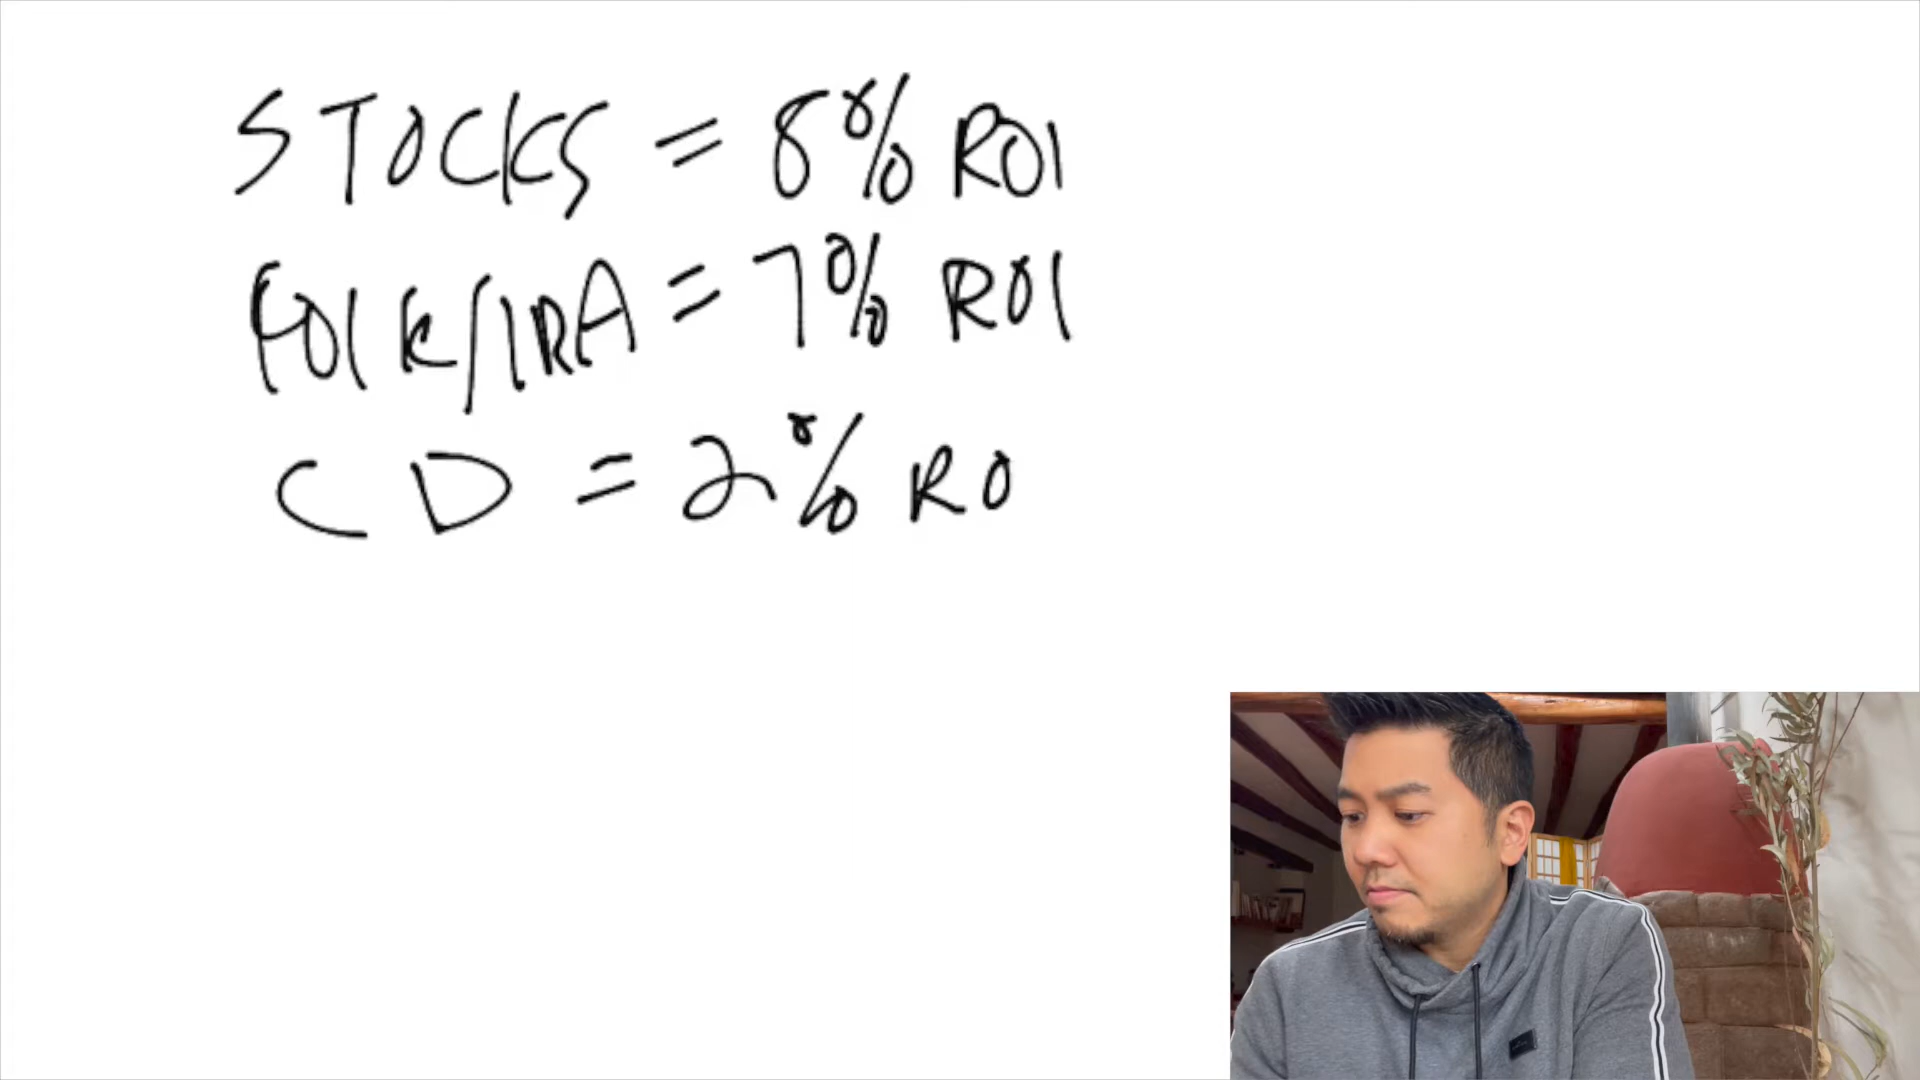 STOCKS = 8% ROI
401K/IRA = 7% ROI
CD = 2% RO